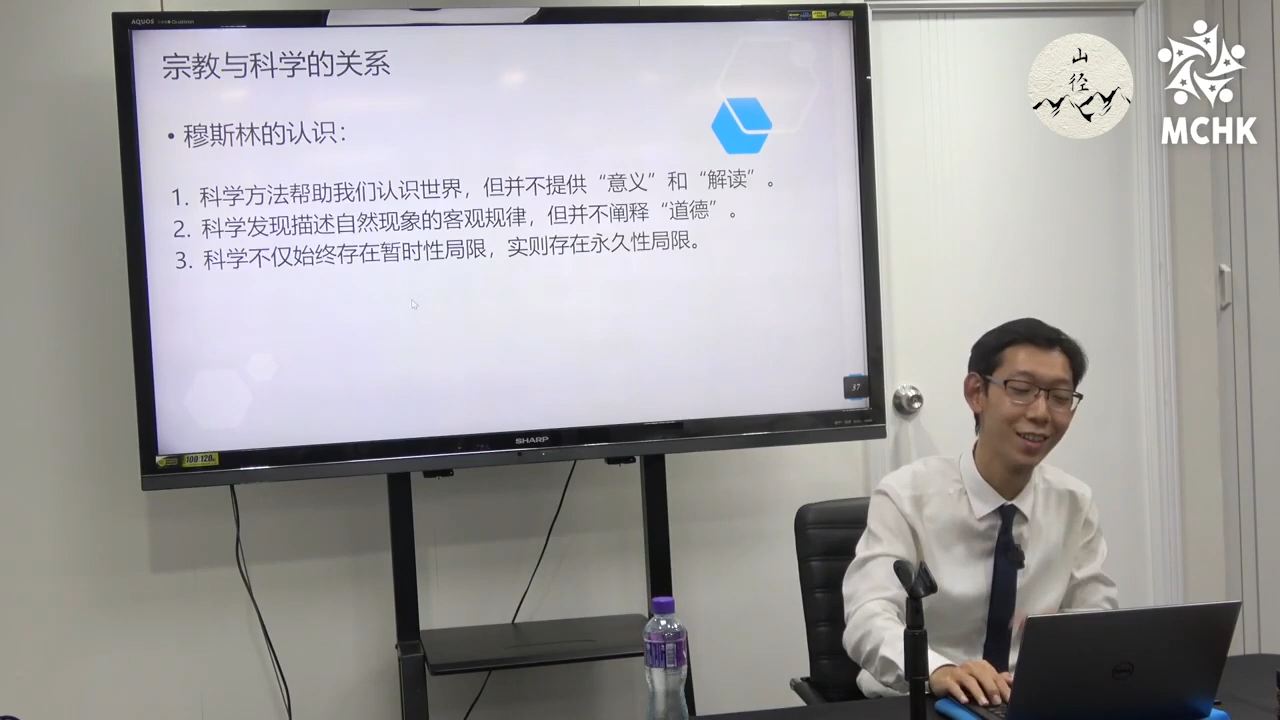 AQUOS
宗教与科学的关系
• 穆斯林的认识：
1. 科学方法帮助我们认识世界，但并不提供“意义”和“解读”。
2. 科学发现描述自然现象的客观规律，但并不阐释“道德”。
3. 科学不仅始终存在暂时性局限，实则存在永久性局限。
37
SHARP
山
径
MCHK
DELL